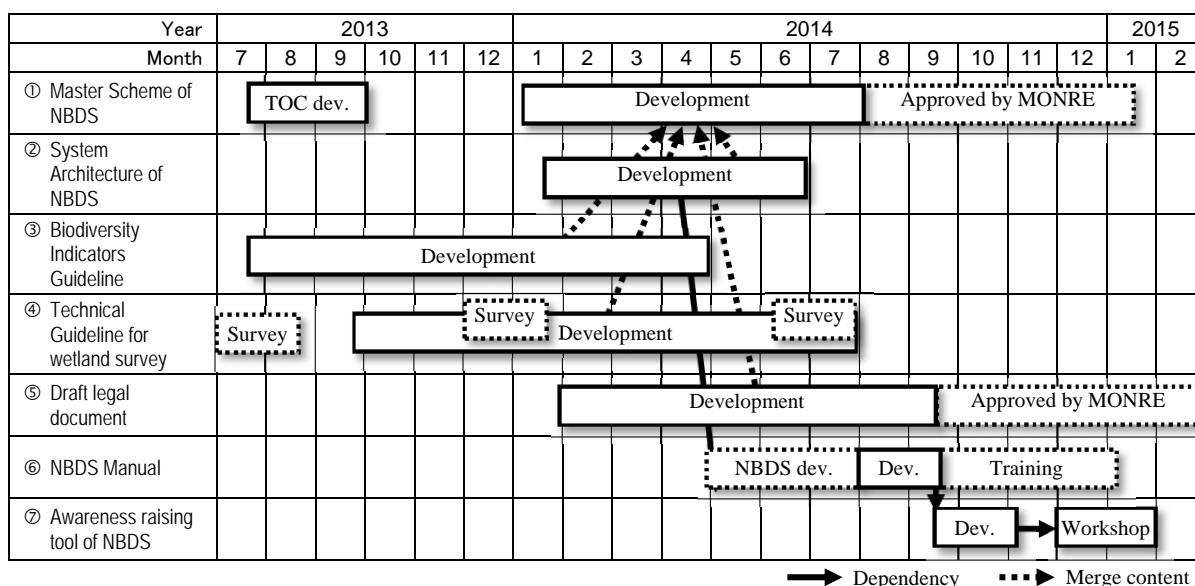 Year 2013 2014 2015
Month 7 8 9 10 11 12 1 2 3 4 5 6 7 8 9 10 11 12 1 2
① Master Scheme of
NBDS
TOC dev. Development Approved by MONRE
② System
Architecture of
NBDS
Development
③ Biodiversity
Indicators
Guideline
Development
④ Technical
Guideline for
wetland survey
Survey Survey Development Survey
⑤ Draft legal
document
Development Approved by MONRE
⑥ NBDS Manual NBDS dev. Dev. Training
⑦ Awareness raising
tool of NBDS
Dev. Workshop
Dependency Merge content